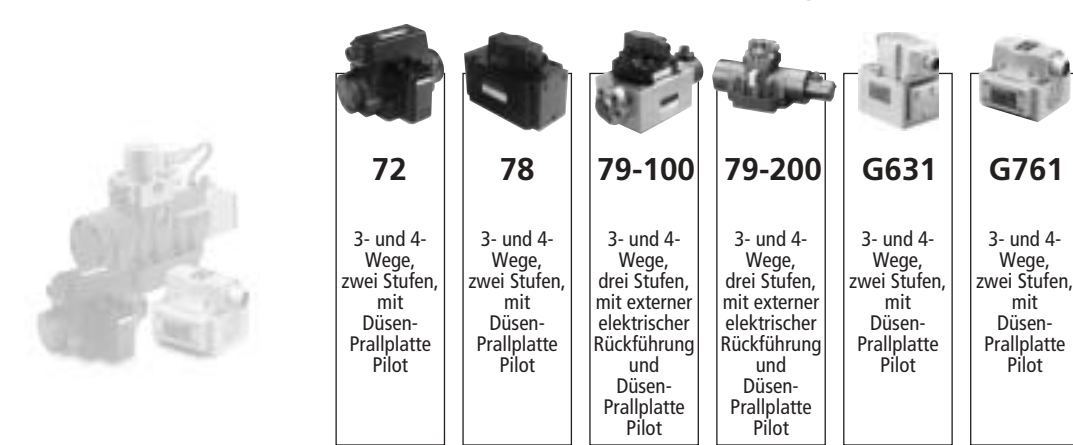 72
3- und 4-
Wege,
zwei Stufen,
mit
Düsen-
Prallplatte
Pilot
78
3- und 4-
Wege,
zwei Stufen,
mit
Düsen-
Prallplatte
Pilot
79-100
3- und 4-
Wege,
drei Stufen,
mit externer
elektrischer
Rückführung
und
Düsen-
Prallplatte
Pilot
79-200
3- und 4-
Wege,
drei Stufen,
mit externer
elektrischer
Rückführung
und
Düsen-
Prallplatte
Pilot
G631
3- und 4-
Wege,
zwei Stufen,
mit
Düsen-
Prallplatte
Pilot
G761
3- und 4-
Wege,
zwei Stufen,
mit
Düsen-
Prallplatte
Pilot